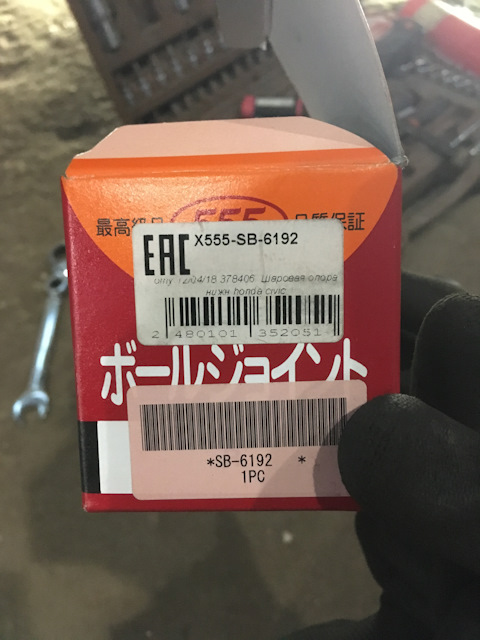 最高級品 555 品質保証
EAC X555-SB-6192
12/04/18 378406 Шаровая опора
нижн honda civic
2 480101 352051
ボールジョイント
*SB-6192 *
1PC